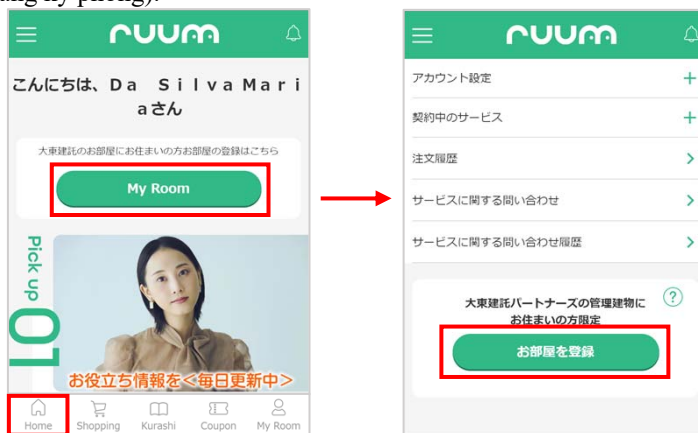 ang ký phòng).
ruum
こんにちは、Da SilvaMari
aさん
大東建託のお部屋にお住まいの方お部屋の登録はこちら
My Room
Pick up
01
お役立ち情報を<毎日更新中>
Home Shopping Kurashi Coupon My Room
ruum
アカウント設定
契約中のサービス
注文履歴
サービスに関する問い合わせ
サービスに関する問い合わせ履歴
大東建託パートナーズの管理建物に
お住まいの方限定
お部屋を登録